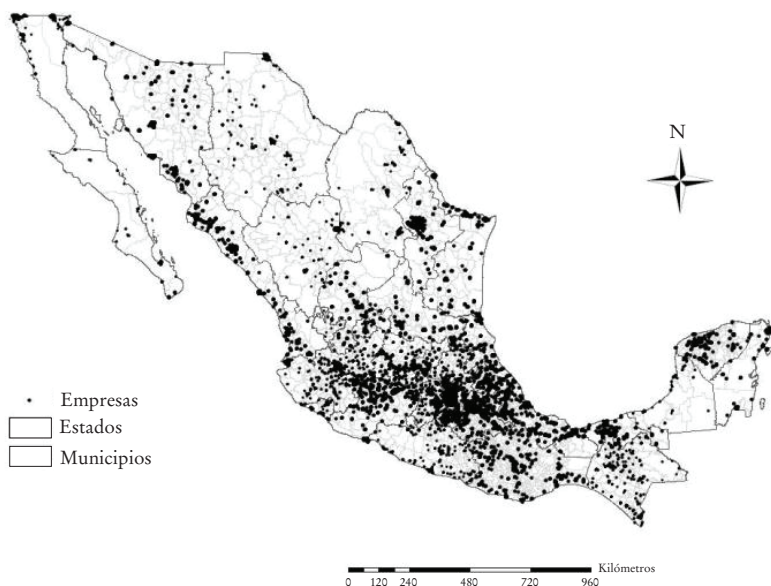 N
Empresas
Estados
Municipios
Kilómetros
0 120 240 480 720 960